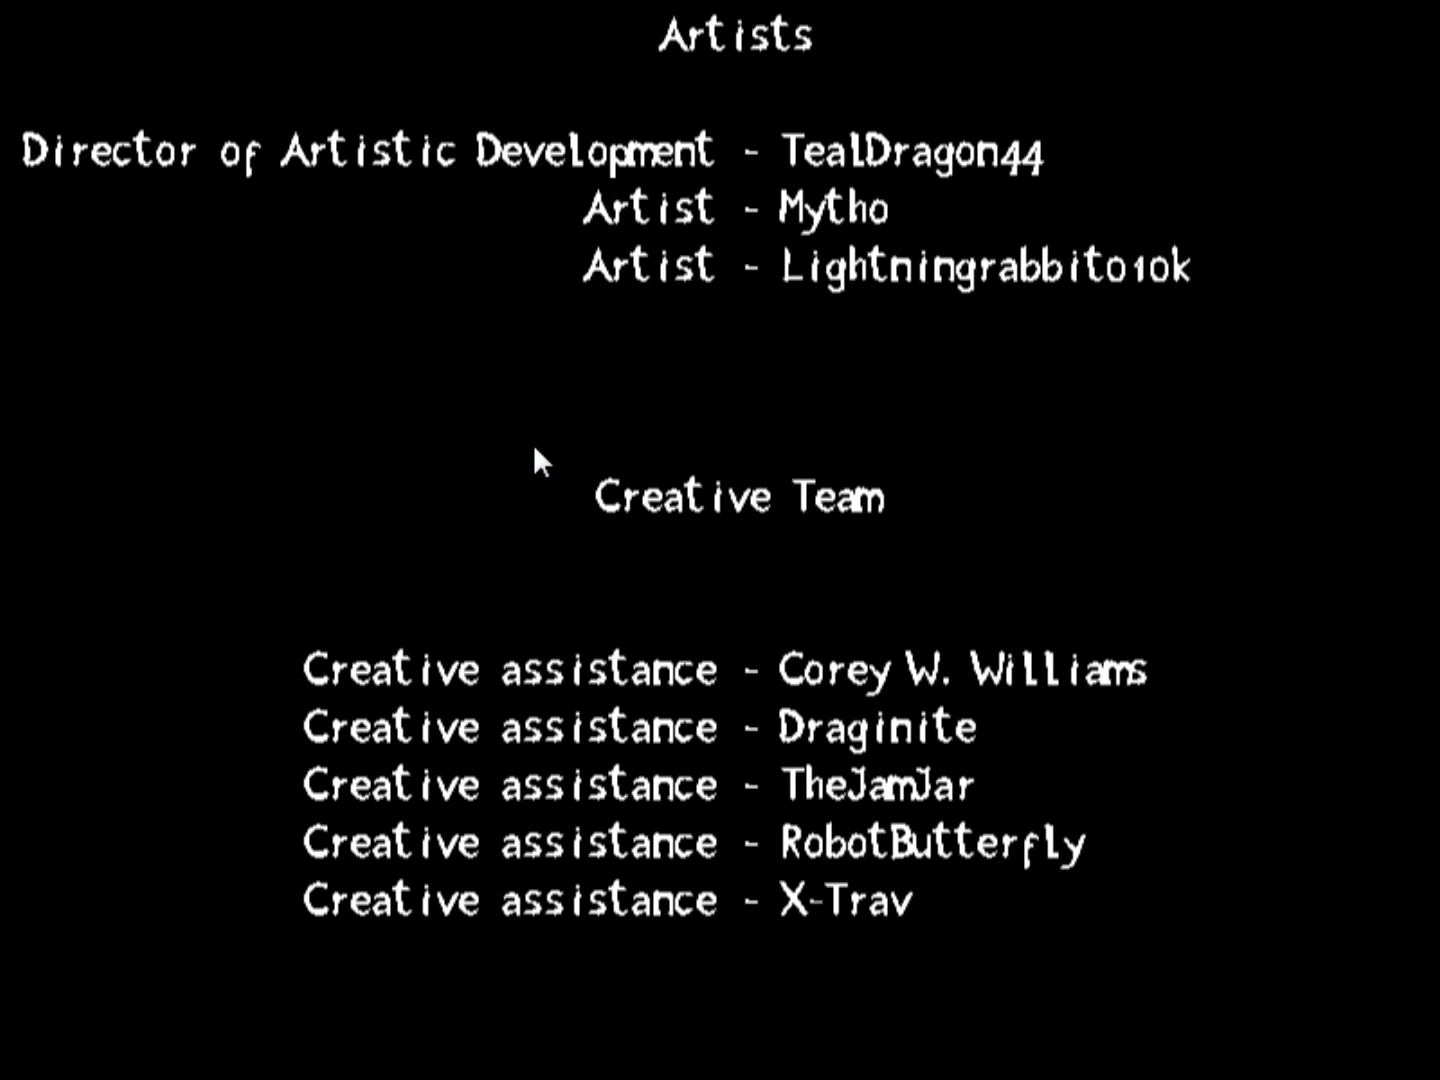 Artists
Director of Artistic Development - TealDragon44
Artist - Mytho
Artist - Lightningrabbit010k
Creative Team
Creative assistance - Corey W. Williams
Creative assistance - Draginite
Creative assistance - TheJamJar
Creative assistance - RobotButterfly
Creative assistance - X-Trav